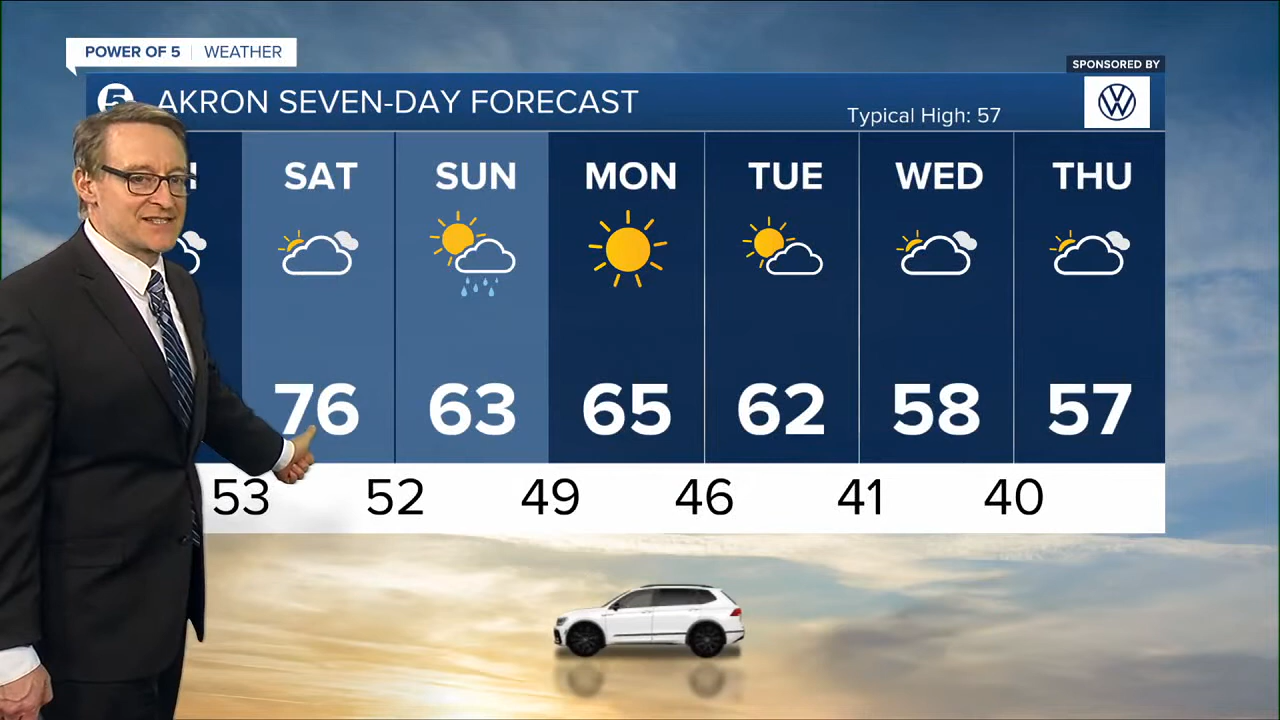 POWER OF 5 | WEATHER
SPONSORED BY
5 AKRON SEVEN-DAY FORECAST
Typical High: 57
SAT SUN MON TUE WED THU
76 63 65 62 58 57
53 52 49 46 41 40